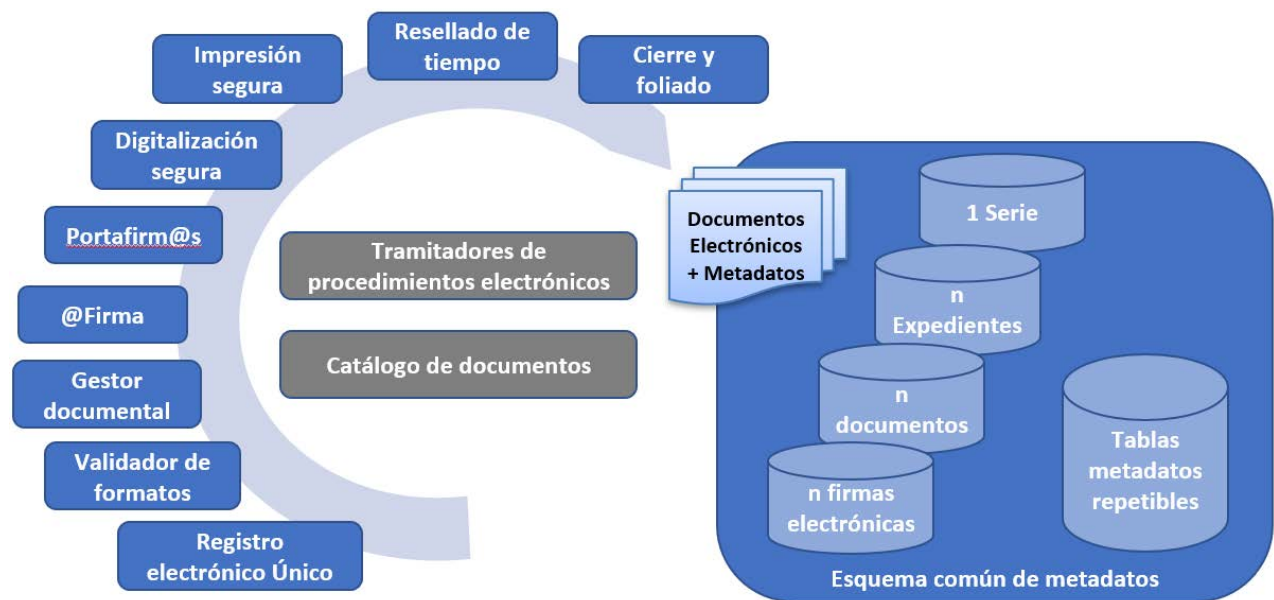 Resellado de
tiempo
Impresión
segura
Cierre y
foliado
Digitalización
segura
Portafirm@s
@Firma
Gestor
documental
Validador de
formatos
Registro
electrónico Único
Tramitadores de
procedimientos electrónicos
Catálogo de documentos
Documentos
Electrónicos
+ Metadatos
1 Serie
n
Expedientes
n
documentos
n firmas
electrónicas
Tablas
metadatos
repetibles
Esquema común de metadatos